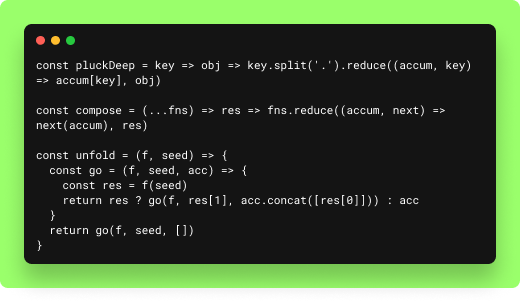 const pluckDeep = key => obj => key.split('.').reduce((accum, key)
=> accum[key], obj)

const compose = (...fns) => res => fns.reduce((accum, next) =>
next(accum), res)

const unfold = (f, seed) => {
  const go = (f, seed, acc) => {
    const res = f(seed)
    return res ? go(f, res[1], acc.concat([res[0]])) : acc
  }
  return go(f, seed, [])
}